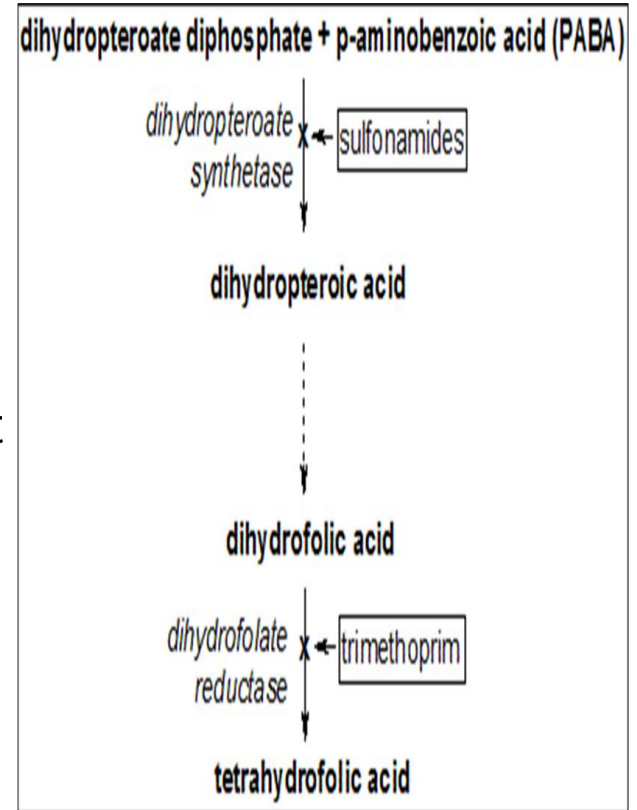 dihydropteroate diphosphate + p-aminobenzoic acid (PABA)
dihydropteroate
synthetase
X
sulfonamides
dihydropteroic acid
t
dihydrofolic acid
dihydrofolate
reductase
X
trimethoprim
tetrahydrofolic acid